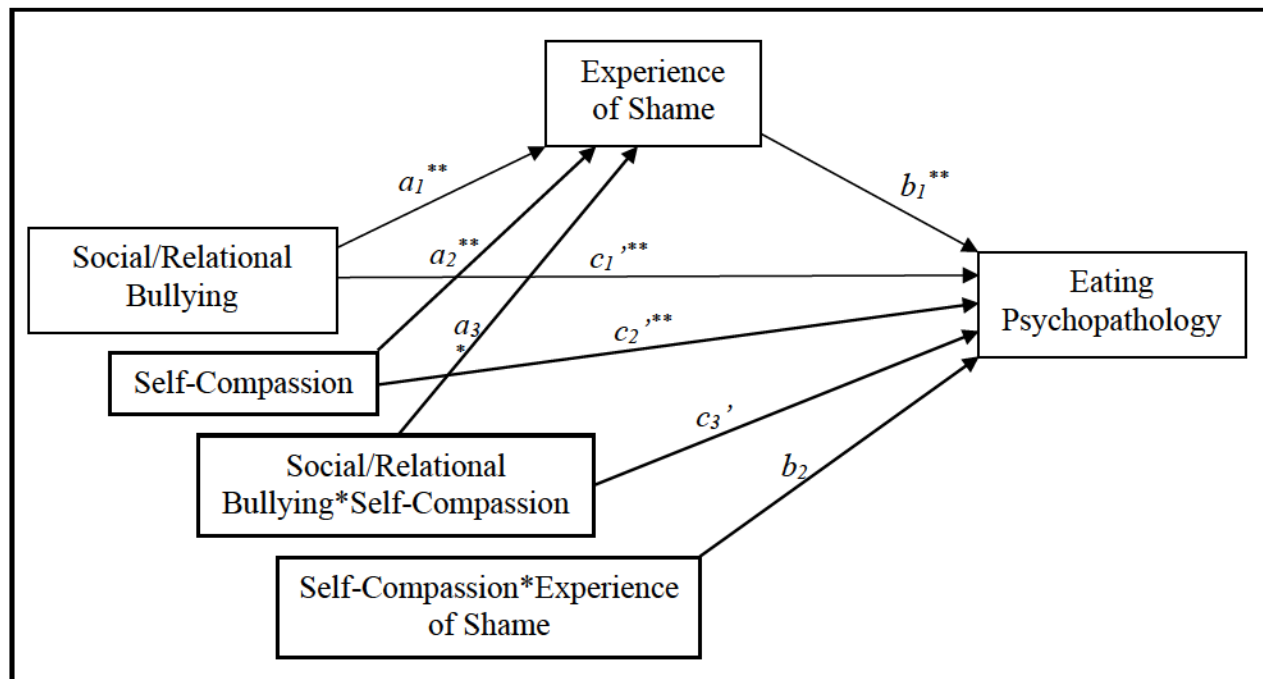 Experience
of Shame
a₁**
b₁**
Social/Relational
Bullying
a₂**
c₁’**
Eating
Psychopathology
a₃
*
c₂’**
Self-Compassion
c₃’
Social/Relational
Bullying*Self-Compassion
b₂
Self-Compassion*Experience
of Shame